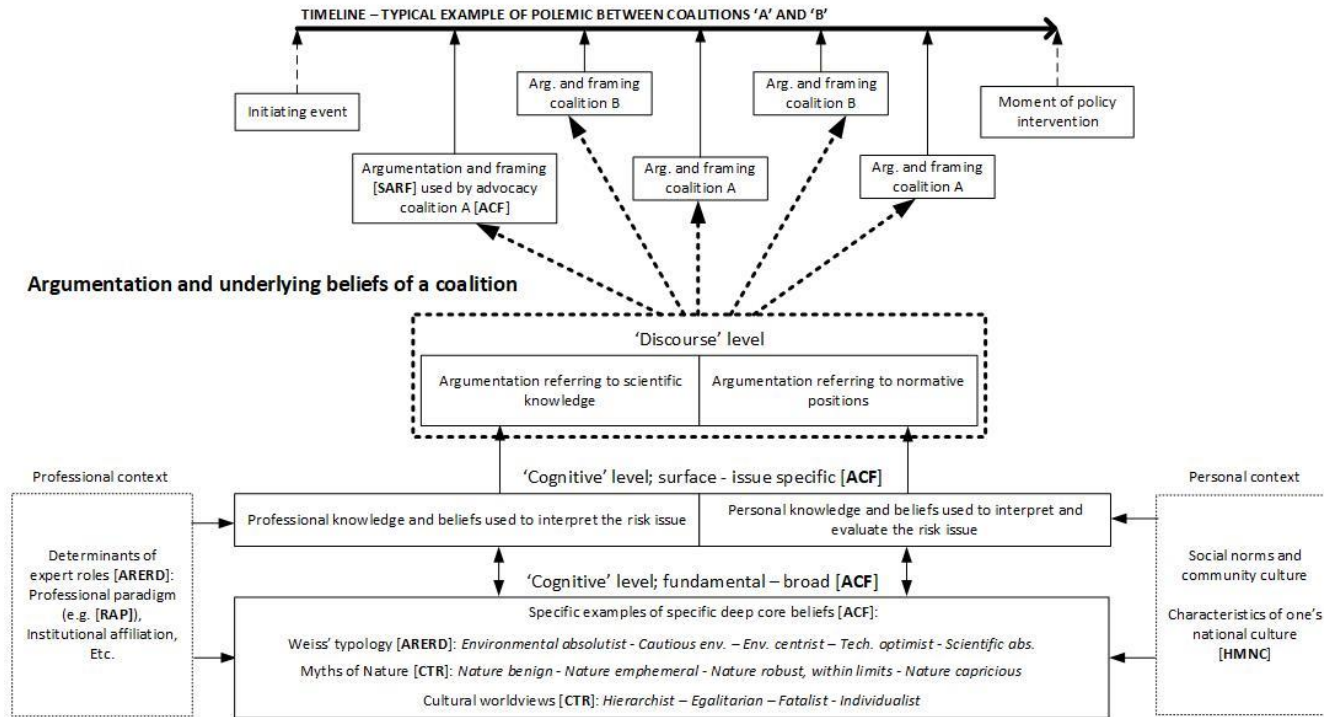 TIMELINE – TYPICAL EXAMPLE OF POLEMIC BETWEEN COALITIONS ‘A’ AND ‘B’
Initiating event
Argumentation and framing
[SARF] used by advocacy
coalition A [ACF]
Arg. and framing
coalition B
Arg. and framing
coalition A
Arg. and framing
coalition B
Arg. and framing
coalition A
Moment of policy
intervention
Argumentation and underlying beliefs of a coalition
‘Discourse’ level
Argumentation referring to scientific
knowledge
Argumentation referring to normative
positions
Professional context
Determinants of
expert roles [ARERD]:
Professional paradigm
(e.g. [RAP]),
Institutional affiliation,
Etc.
‘Cognitive’ level; surface - issue specific [ACF]
Professional knowledge and beliefs used to interpret the risk issue
Personal knowledge and beliefs used to interpret and
evaluate the risk issue
‘Cognitive’ level; fundamental – broad [ACF]
Specific examples of specific deep core beliefs [ACF]:
Weiss’ typology [ARERD]: Environmental absolutist - Cautious env. – Env. centrist – Tech. optimist - Scientific abs.
Myths of Nature [CTR]: Nature benign - Nature emphemeral - Nature robust, within limits - Nature capricious
Cultural worldviews [CTR]: Hierarchist – Egalitarian – Fatalist - Individualist
Personal context
Social norms and
community culture
Characteristics of one’s
national culture
[HMNC]